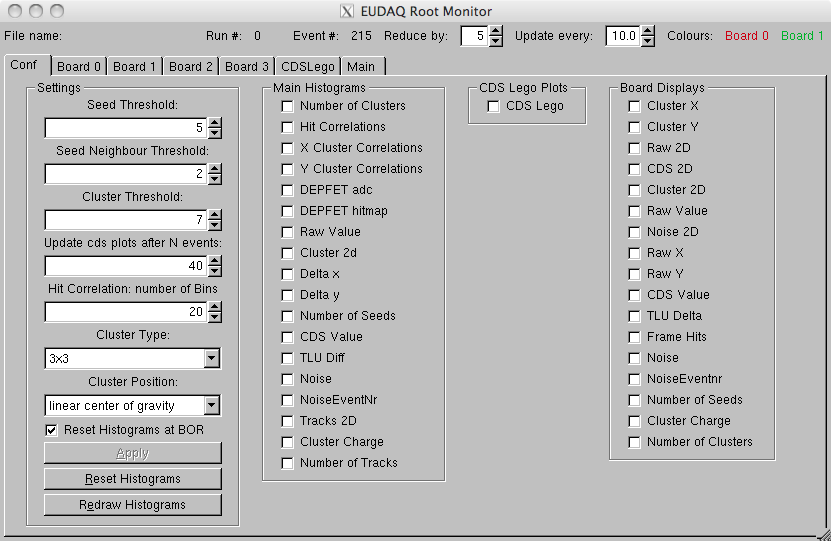 EUDAQ Root Monitor
File name: Run #: 0 Event #: 215 Reduce by: 5 Update every: 10.0 Colours: Board 0 Board 1
Conf Board 0 Board 1 Board 2 Board 3 CDSLego Main
Settings
Seed Threshold:
5
Seed Neighbour Threshold:
2
Cluster Threshold:
7
Update cds plots after N events:
40
Hit Correlation: number of Bins
20
Cluster Type:
3x3
Cluster Position:
linear center of gravity
Reset Histograms at BOR
Apply
Reset Histograms
Redraw Histograms
Main Histograms
Number of Clusters
Hit Correlations
X Cluster Correlations
Y Cluster Correlations
DEPFET adc
DEPFET hitmap
Raw Value
Cluster 2d
Delta x
Delta y
Number of Seeds
CDS Value
TLU Diff
Noise
NoiseEventNr
Tracks 2D
Cluster Charge
Number of Tracks
CDS Lego Plots
CDS Lego
Board Displays
Cluster X
Cluster Y
Raw 2D
CDS 2D
Cluster 2D
Raw Value
Noise 2D
Raw X
Raw Y
CDS Value
TLU Delta
Frame Hits
Noise
NoiseEventnr
Number of Seeds
Cluster Charge
Number of Clusters